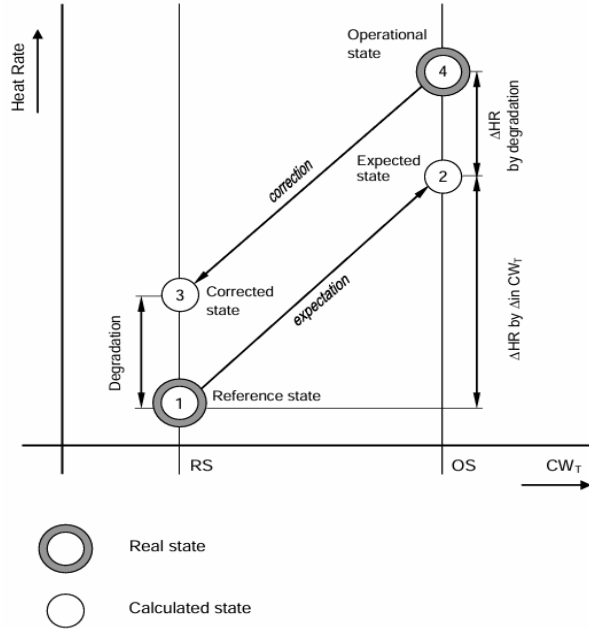 Heat Rate
Operational
state
4
ΔHR
by degradation
correction
Expected
state
2
3
Corrected
state
expectation
ΔHR by Δin CWT
Degradation
1
Reference state
RS
OS
CWT
Real state
Calculated state